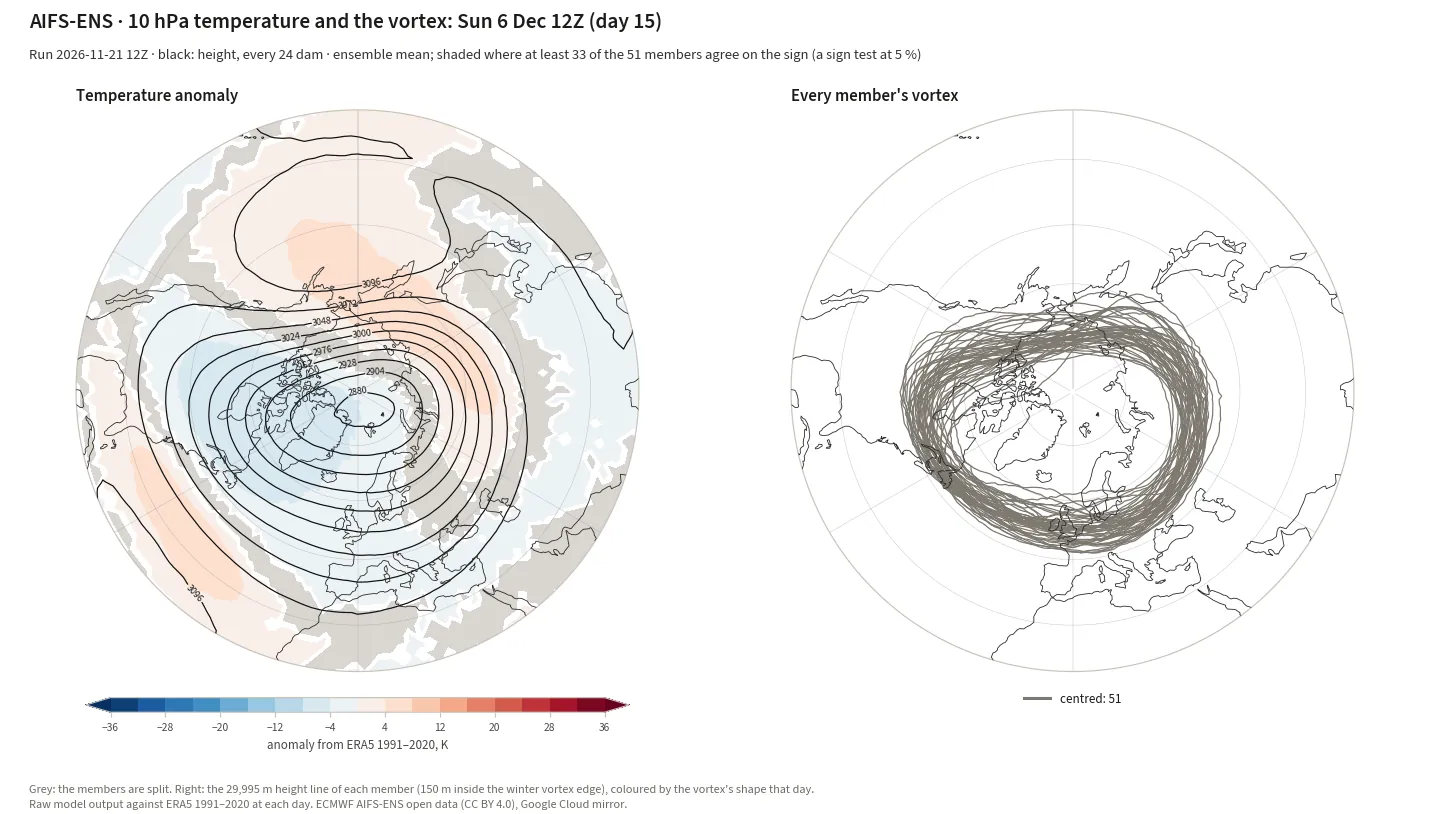 AIFS-ENS · 10 hPa temperature and the vortex: Sun 6 Dec 12Z (day 15)
Run 2026-11-21 12Z · black: height, every 24 dam · ensemble mean; shaded where at least 33 of the 51 members agree on the sign (a sign test at 5 %)
Temperature anomaly
Every member's vortex
3096
3072
3048
3024
3000
2976
2928
2904
2880
3096
centred: 51
−36 −28 −20 −12 −4 4 12 20 28 36
anomaly from ERA5 1991–2020, K
Grey: the members are split. Right: the 29,995 m height line of each member (150 m inside the winter vortex edge), coloured by the vortex's shape that day.
Raw model output against ERA5 1991–2020 at each day. ECMWF AIFS-ENS open data (CC BY 4.0), Google Cloud mirror.